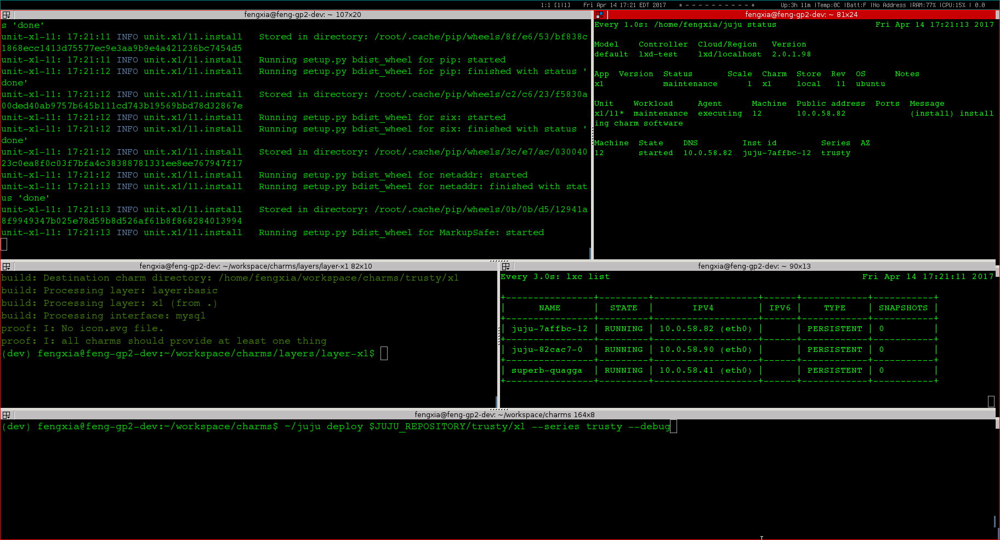 1:1 [1|1] Fri Apr 14 17:21 EDT 2017 * - - - - - - - - - - - * Up:3h 11m |Temp:0C |Batt:F |No Address |RAM:77% |CPU:15% | 0.0
fengxia@feng-gp2-dev: ~ 107x20
s 'done'
unit-x1-11: 17:21:11 INFO unit.x1/11.install   Stored in directory: /root/.cache/pip/wheels/8f/e6/53/bf838c
1868ecc1413d75577ec9e3aa9b9e4a421236bc7454d5
unit-x1-11: 17:21:11 INFO unit.x1/11.install   Running setup.py bdist_wheel for pip: started
unit-x1-11: 17:21:12 INFO unit.x1/11.install   Running setup.py bdist_wheel for pip: finished with status '
done'
unit-x1-11: 17:21:12 INFO unit.x1/11.install   Stored in directory: /root/.cache/pip/wheels/c2/c6/23/f5830a
00ded40ab9757b645b111cd743b19569bbd78d32867e
unit-x1-11: 17:21:12 INFO unit.x1/11.install   Running setup.py bdist_wheel for six: started
unit-x1-11: 17:21:12 INFO unit.x1/11.install   Running setup.py bdist_wheel for six: finished with status '
done'
unit-x1-11: 17:21:12 INFO unit.x1/11.install   Stored in directory: /root/.cache/pip/wheels/3c/e7/ac/030040
23c0ea8f0c03f7bfa4c38388781331ee8ee767947f17
unit-x1-11: 17:21:12 INFO unit.x1/11.install   Running setup.py bdist_wheel for netaddr: started
unit-x1-11: 17:21:13 INFO unit.x1/11.install   Running setup.py bdist_wheel for netaddr: finished with stat
us 'done'
unit-x1-11: 17:21:13 INFO unit.x1/11.install   Stored in directory: /root/.cache/pip/wheels/0b/0b/d5/12941a
8f9949347b025e78d59b8d526af61b8f868284013994
unit-x1-11: 17:21:13 INFO unit.x1/11.install   Running setup.py bdist_wheel for MarkupSafe: started
fengxia@feng-gp2-dev: ~ 81x24
Every 1.0s: /home/fengxia/juju status                    Fri Apr 14 17:21:13 2017
Model    Controller  Cloud/Region   Version
default  lxd-test    lxd/localhost  2.0.1.98
App  Version  Status       Scale  Charm  Store  Rev  OS      Notes
x1            maintenance      1  x1     local   11  ubuntu
Unit    Workload     Agent      Machine  Public address  Ports  Message
x1/11*  maintenance  executing  12       10.0.58.82             (install) install
ing charm software
Machine  State    DNS         Inst id         Series  AZ
12       started  10.0.58.82  juju-7affbc-12  trusty
fengxia@feng-gp2-dev: ~/workspace/charms/layers/layer-x1 82x10
build: Destination charm directory: /home/fengxia/workspace/charms/trusty/x1
build: Processing layer: layer:basic
build: Processing layer: x1 (from .)
build: Processing interface: mysql
proof: I: No icon.svg file.
proof: I: all charms should provide at least one thing
(dev) fengxia@feng-gp2-dev:~/workspace/charms/layers/layer-x1$
fengxia@feng-gp2-dev: ~ 90x13
Every 3.0s: lxc list                    Fri Apr 14 17:21:11 2017
+----------------+---------+-------------------+------+------------+-----------+
|      NAME      |  STATE  |       IPV4        | IPV6 |    TYPE    | SNAPSHOTS |
+----------------+---------+-------------------+------+------------+-----------+
| juju-7affbc-12 | RUNNING | 10.0.58.82 (eth0) |      | PERSISTENT | 0         |
+----------------+---------+-------------------+------+------------+-----------+
| juju-82cac7-0  | RUNNING | 10.0.58.90 (eth0) |      | PERSISTENT | 0         |
+----------------+---------+-------------------+------+------------+-----------+
| superb-quagga  | RUNNING | 10.0.58.41 (eth0) |      | PERSISTENT | 0         |
+----------------+---------+-------------------+------+------------+-----------+
fengxia@feng-gp2-dev: ~/workspace/charms 164x8
(dev) fengxia@feng-gp2-dev:~/workspace/charms$ ~/juju deploy $JUJU_REPOSITORY/trusty/x1 --series trusty --debug